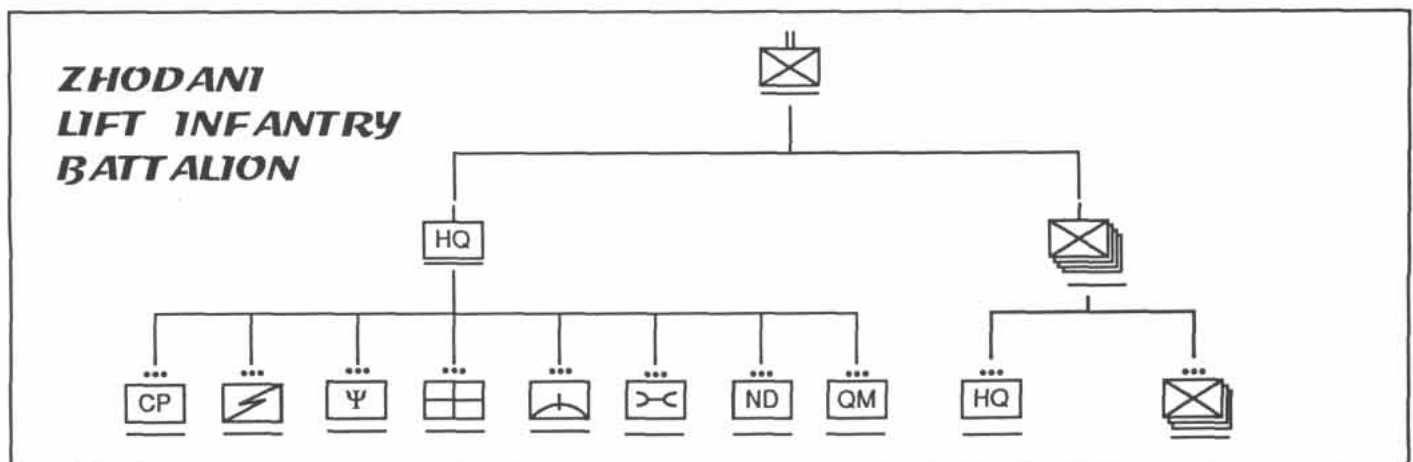 ZHODANI
LIFT INFANTRY
BATTALION
HQ
CP Ψ ND QM HQ